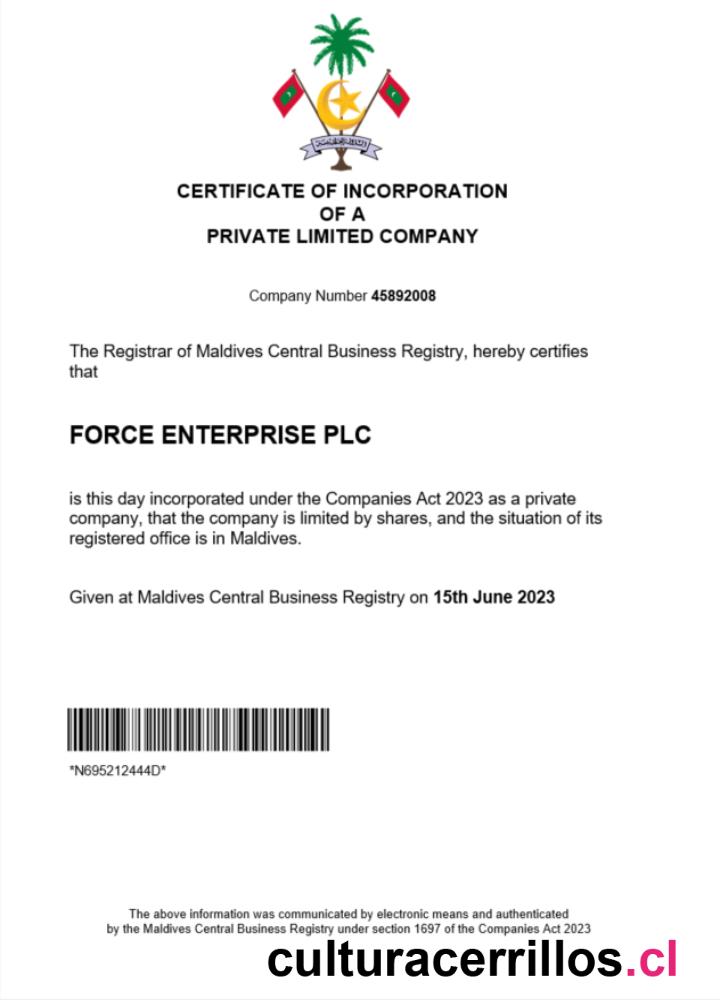 CERTIFICATE OF INCORPORATION
OF A
PRIVATE LIMITED COMPANY
Company Number 45892008
The Registrar of Maldives Central Business Registry, hereby certifies
that
FORCE ENTERPRISE PLC
is this day incorporated under the Companies Act 2023 as a private
company, that the company is limited by shares, and the situation of its
registered office is in Maldives.
Given at Maldives Central Business Registry on 15th June 2023
*N695212444D*
The above information was communicated by electronic means and authenticated
by the Maldives Central Business Registry under section 1697 of the Companies Act 2023
culturacerrillos.cl